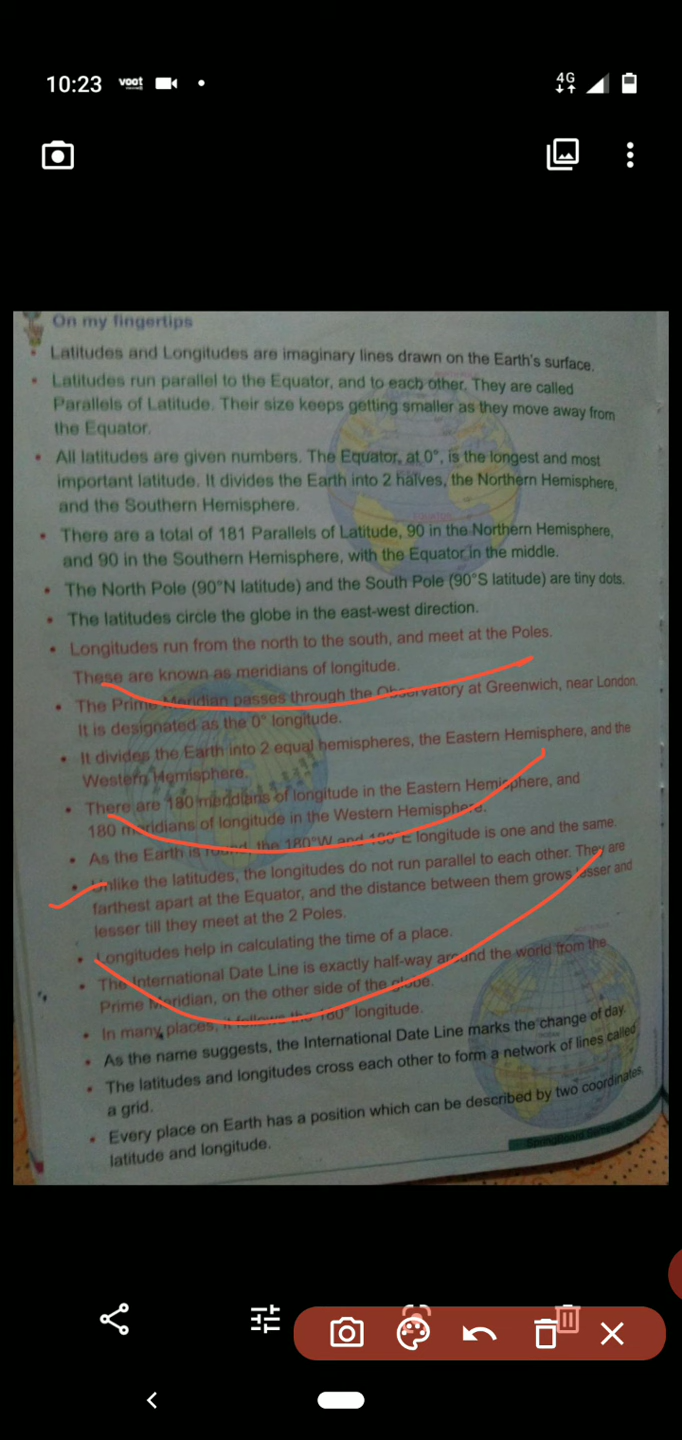 10:23 voot 4G
On my fingertips
• Latitudes and Longitudes are imaginary lines drawn on the Earth's surface.
• Latitudes run parallel to the Equator, and to each other. They are called
Parallels of Latitude. Their size keeps getting smaller as they move away from
the Equator.
• All latitudes are given numbers. The Equator, at 0°, is the longest and most
important latitude. It divides the Earth into 2 halves, the Northern Hemisphere,
and the Southern Hemisphere.
• There are a total of 181 Parallels of Latitude, 90 in the Northern Hemisphere,
and 90 in the Southern Hemisphere, with the Equator in the middle.
• The North Pole (90°N latitude) and the South Pole (90°S latitude) are tiny dots.
• The latitudes circle the globe in the east-west direction.
• Longitudes run from the north to the south, and meet at the Poles.
These are known as meridians of longitude.
• The Prime Meridian passes through the Observatory at Greenwich, near London.
It is designated as the 0° longitude.
• It divides the Earth into 2 equal hemispheres, the Eastern Hemisphere, and the
Western Hemisphere.
• There are 180 meridians of longitude in the Eastern Hemisphere, and
180 meridians of longitude in the Western Hemisphere.
• As the Earth is round, the 180°W and 180°E longitude is one and the same.
• Unlike the latitudes, the longitudes do not run parallel to each other. They are
farthest apart at the Equator, and the distance between them grows lesser and
lesser till they meet at the 2 Poles.
• Longitudes help in calculating the time of a place.
• The International Date Line is exactly half-way around the world from the
Prime Meridian, on the other side of the globe.
• In many places, it follows the 180° longitude.
• As the name suggests, the International Date Line marks the change of day.
• The latitudes and longitudes cross each other to form a network of lines called
a grid.
• Every place on Earth has a position which can be described by two coordinates,
latitude and longitude.